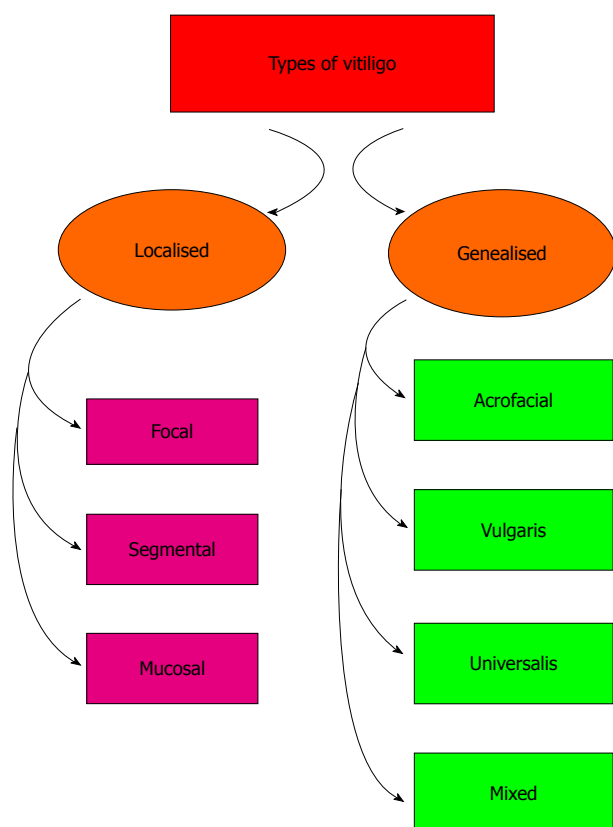 Types of vitiligo
Localised
Genealised
Focal
Segmental
Mucosal
Acrofacial
Vulgaris
Universalis
Mixed